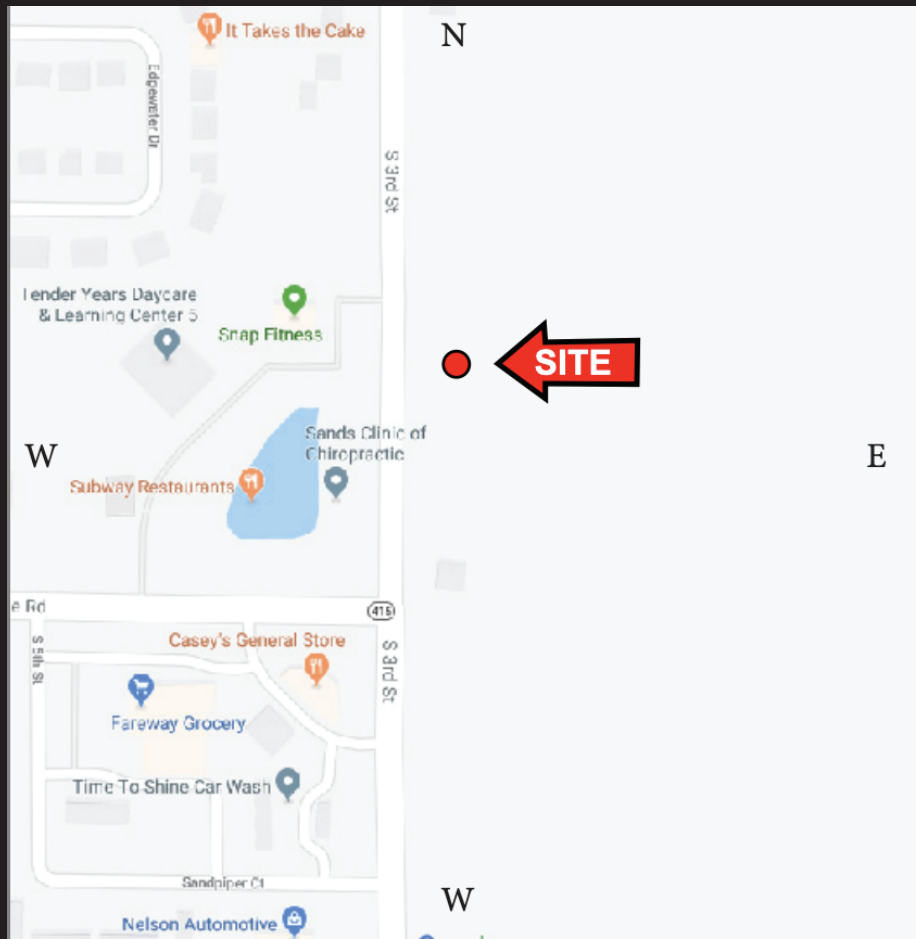 It Takes the Cake
N
Edgewater Dr
S 3rd St
Tender Years Daycare
& Learning Center 5
Snap Fitness
SITE
Sands Clinic of
Chiropractic
W
E
Subway Restaurants
e Rd
415
Casey's General Store
S 5th St
S 3rd St
Fareway Grocery
Time To Shine Car Wash
Sandpiper Ct
W
Nelson Automotive